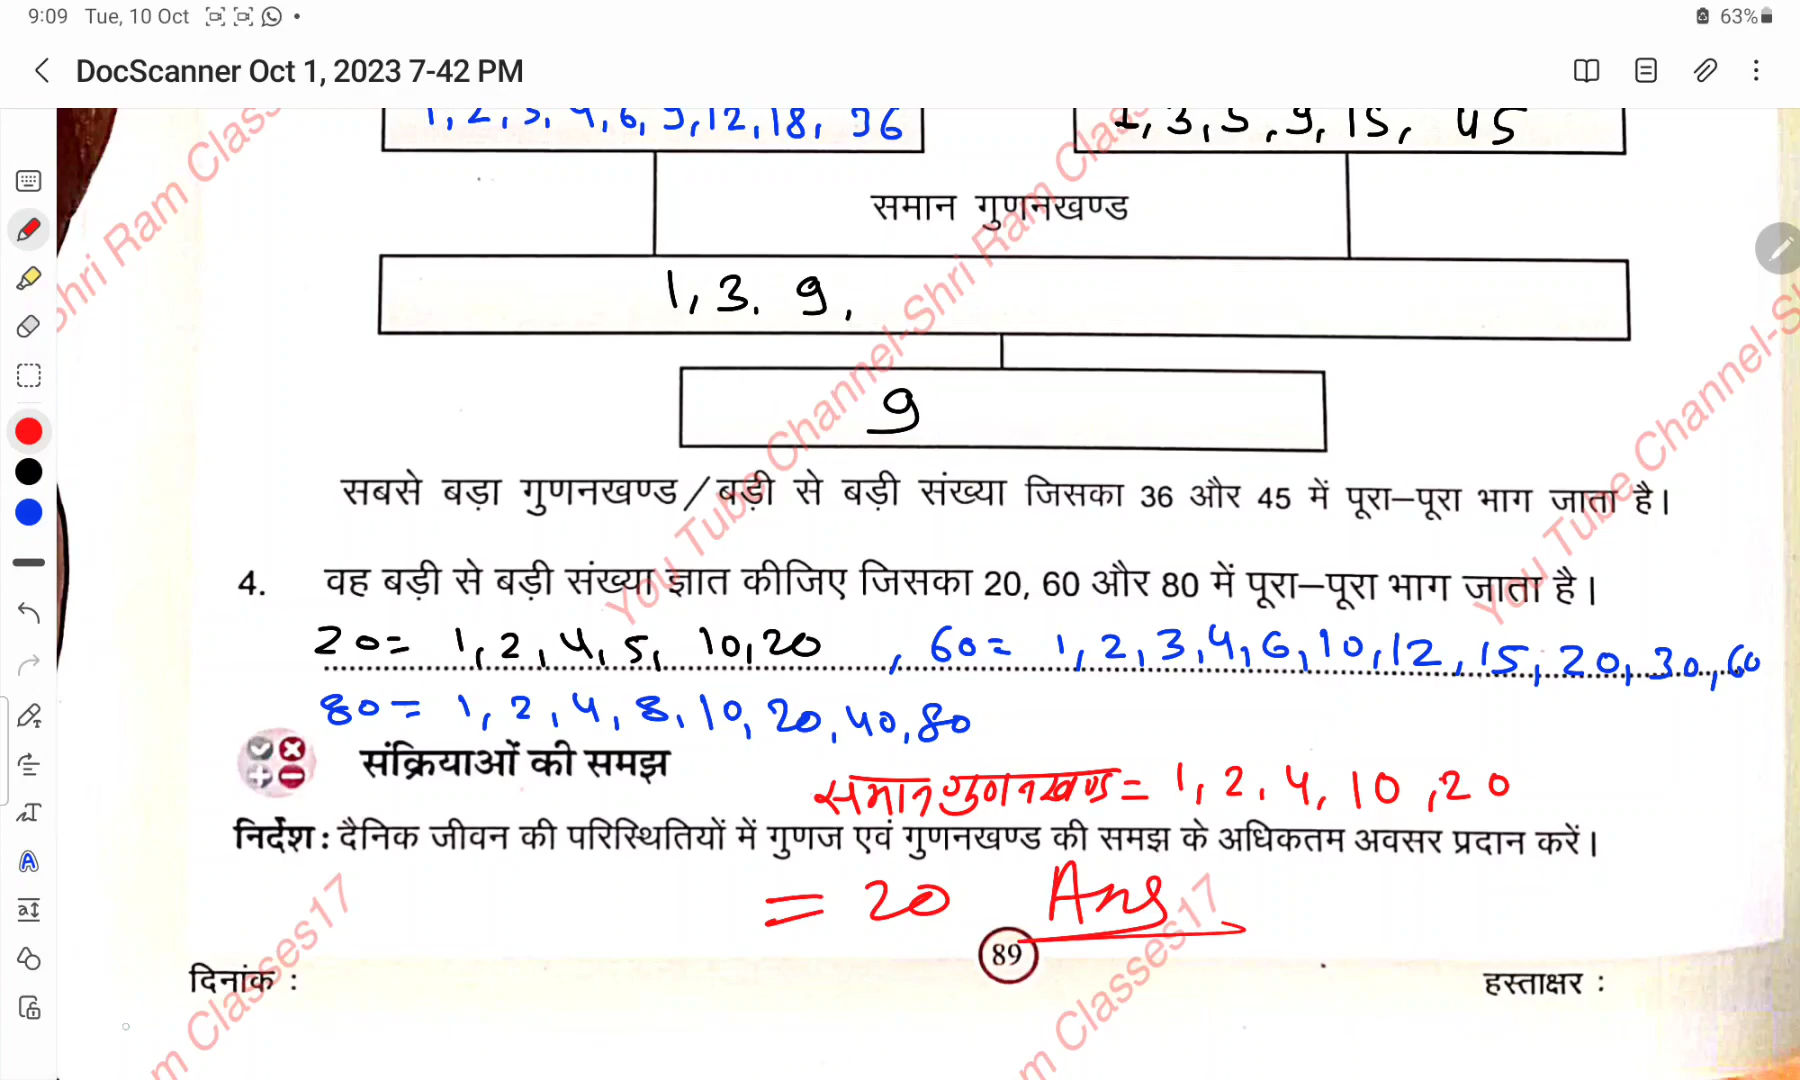 9:09 Tue, 10 Oct 63%
DocScanner Oct 1, 2023 7-42 PM
1, 2, 3, 4, 6, 9, 12, 18, 36
1, 3, 5, 9, 15, 45
समान गुणनखण्ड
1, 3. 9,
9
सबसे बड़ा गुणनखण्ड/बड़ी से बड़ी संख्या जिसका 36 और 45 में पूरा–पूरा भाग जाता है।
4. वह बड़ी से बड़ी संख्या ज्ञात कीजिए जिसका 20, 60 और 80 में पूरा–पूरा भाग जाता है।
20= 1, 2, 4, 5, 10, 20 , 60= 1, 2, 3, 4, 6, 10, 12, 15, 20, 30, 60
80= 1, 2, 4, 8, 10, 20, 40, 80
संक्रियाओं की समझ
समान गुणनखण्ड= 1, 2, 4, 10, 20
निर्देश: दैनिक जीवन की परिस्थितियों में गुणज एवं गुणनखण्ड की समझ के अधिकतम अवसर प्रदान करें।
= 20 Ans
89
दिनांक :
हस्ताक्षर :
Shri Ram Classes
You Tube Channel-Shri Ram Classes
You Tube Channel-S
m Classes17
m Classes17